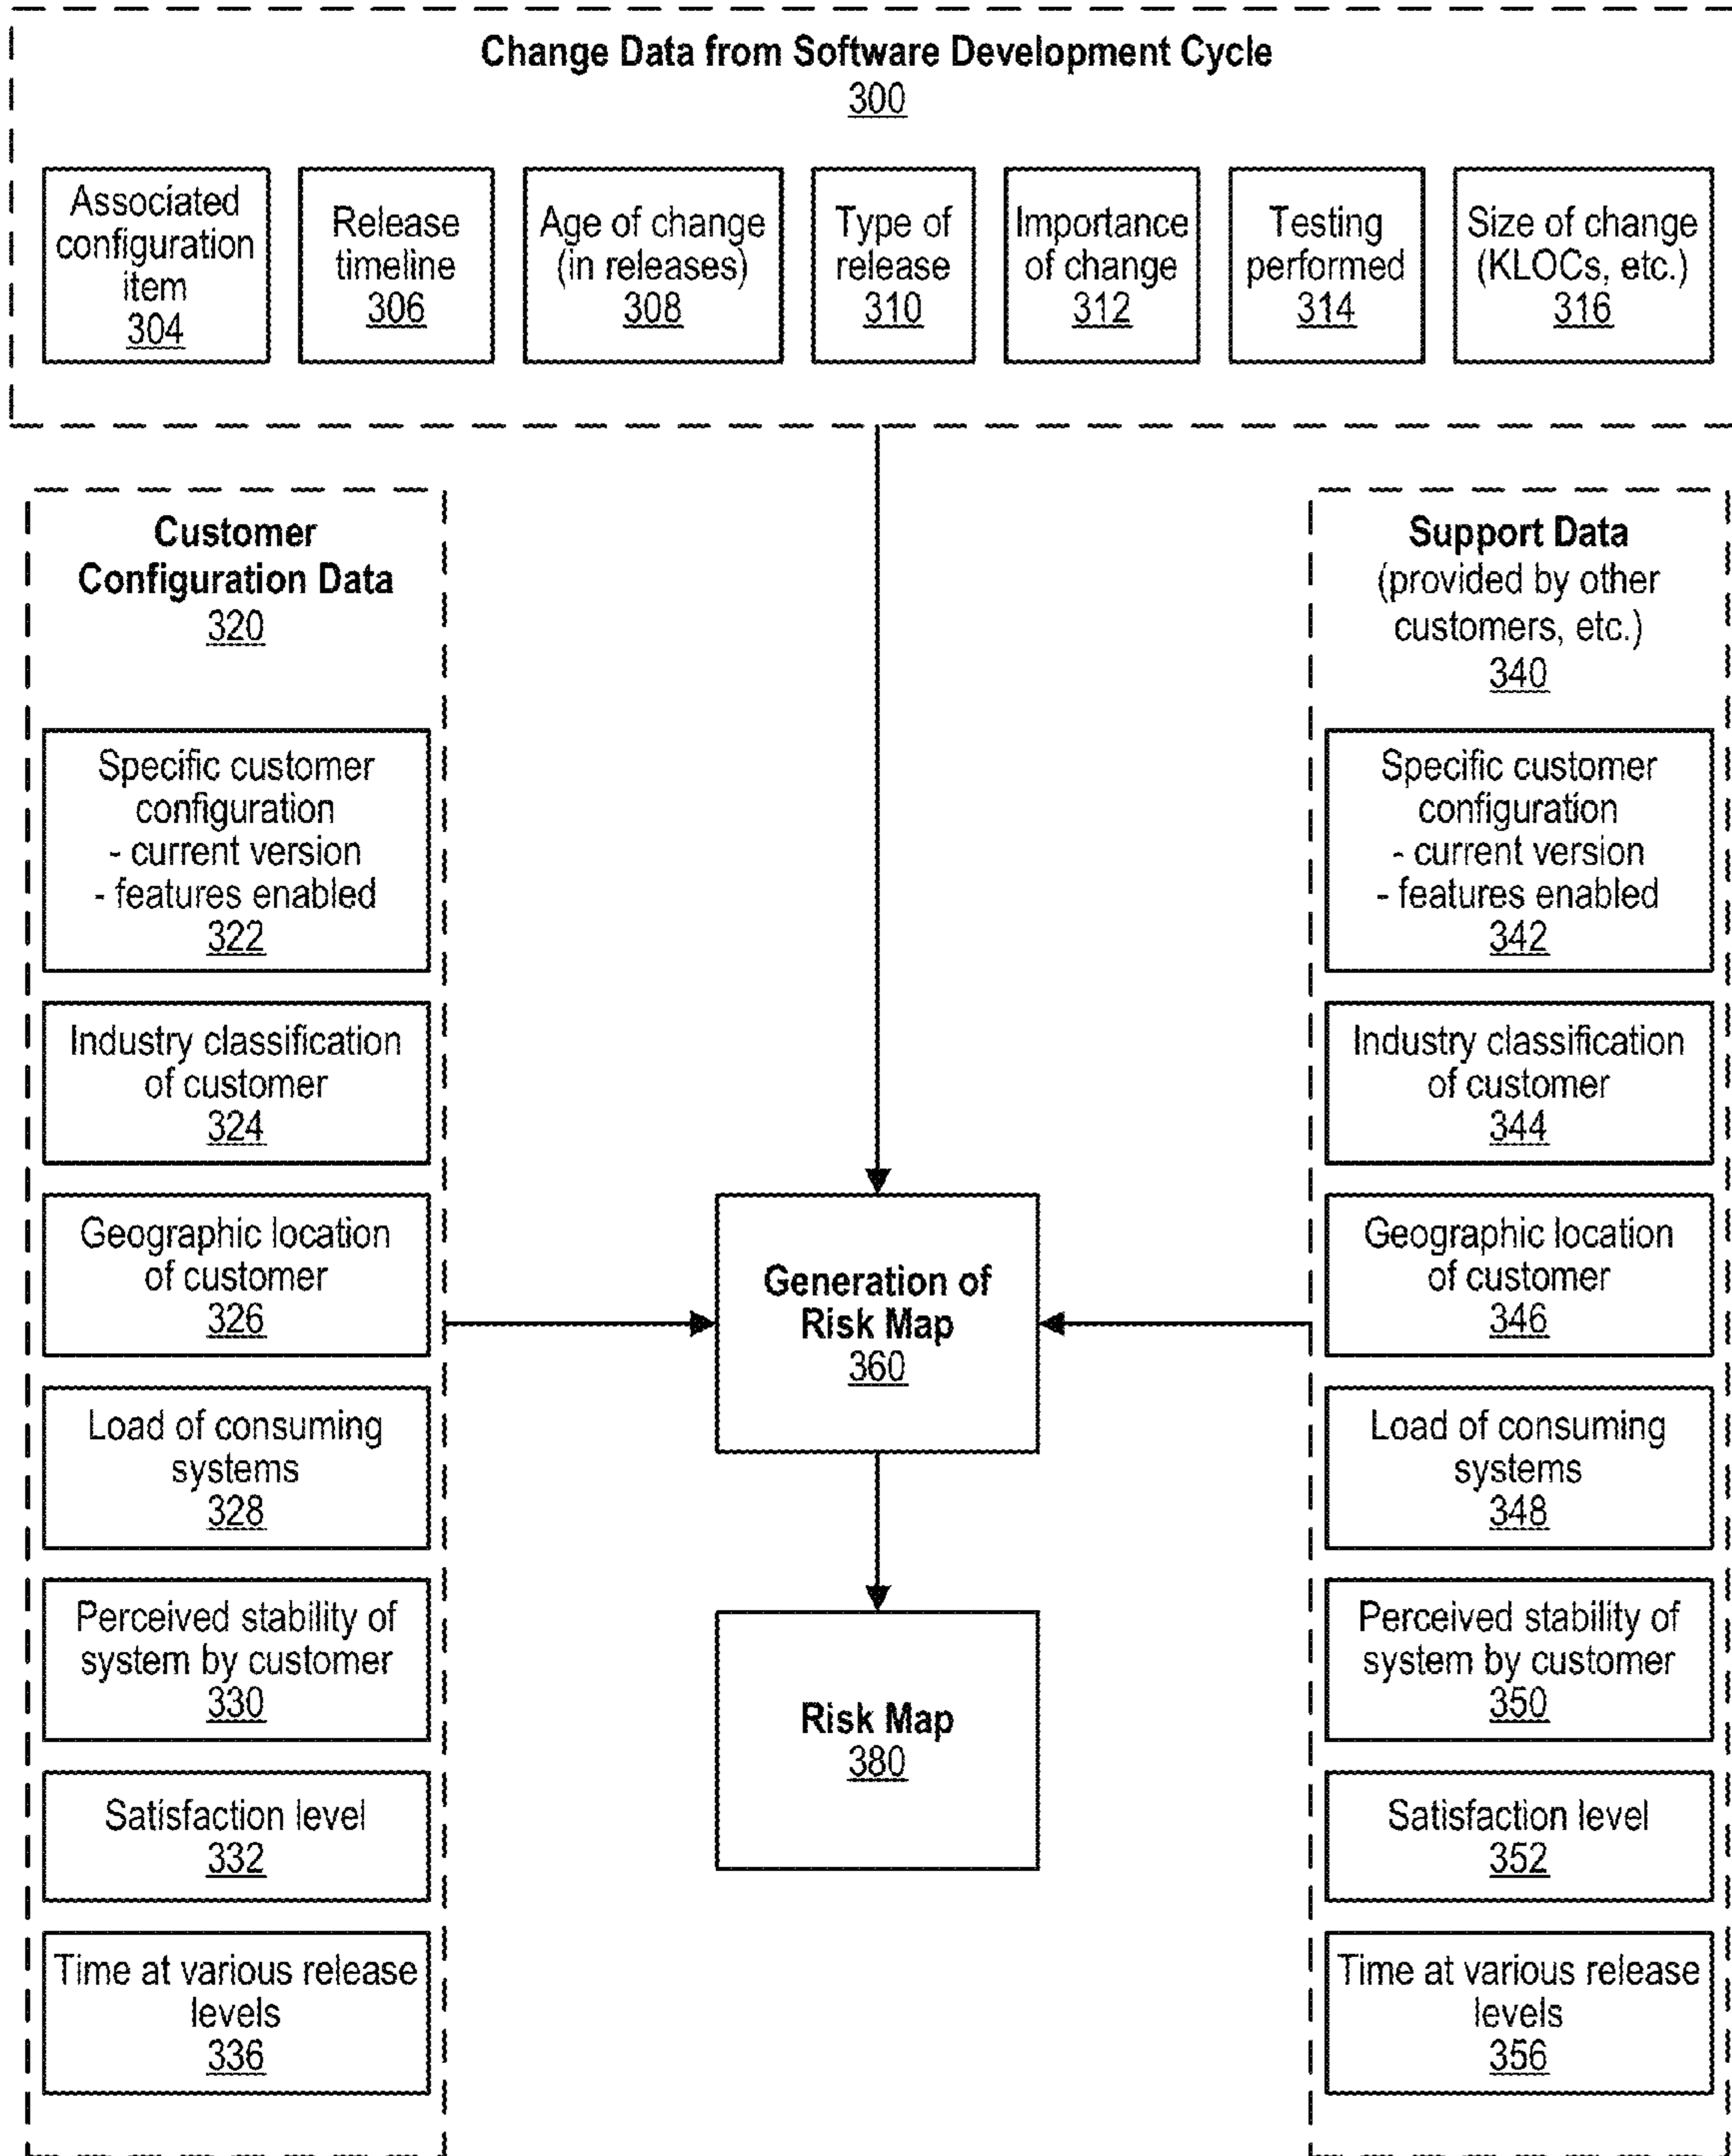 Change Data from Software Development Cycle
300
Associated
configuration
item
304
Release
timeline
306
Age of change
(in releases)
308
Type of
release
310
Importance
of change
312
Testing
performed
314
Size of change
(KLOCs, etc.)
316
Customer
Configuration Data
320
Specific customer
configuration
- current version
- features enabled
322
Industry classification
of customer
324
Geographic location
of customer
326
Load of consuming
systems
328
Perceived stability of
system by customer
330
Satisfaction level
332
Time at various release
levels
336
Generation of
Risk Map
360
Risk Map
380
Support Data
(provided by other
customers, etc.)
340
Specific customer
configuration
- current version
- features enabled
342
Industry classification
of customer
344
Geographic location
of customer
346
Load of consuming
systems
348
Perceived stability of
system by customer
350
Satisfaction level
352
Time at various release
levels
356